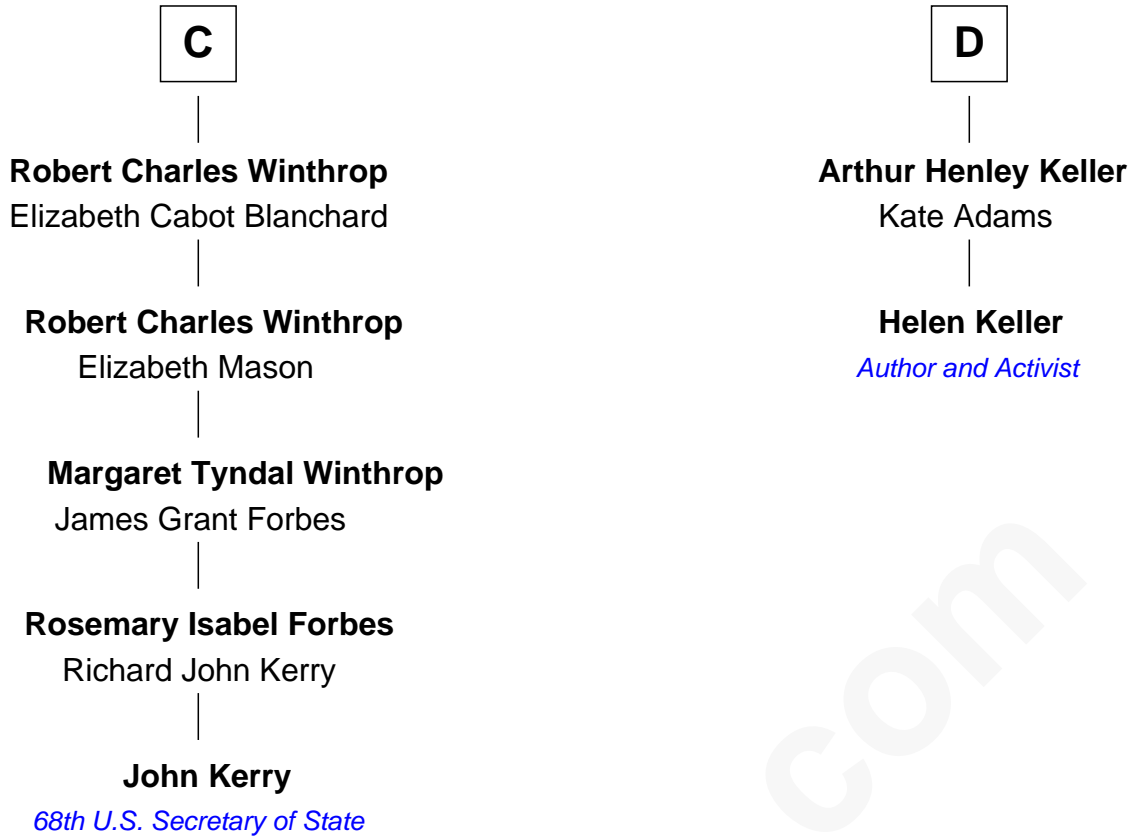 C
Robert Charles Winthrop
Elizabeth Cabot Blanchard
Robert Charles Winthrop
Elizabeth Mason
Margaret Tyndal Winthrop
James Grant Forbes
Rosemary Isabel Forbes
Richard John Kerry
John Kerry
68th U.S. Secretary of State
D
Arthur Henley Keller
Kate Adams
Helen Keller
Author and Activist
com